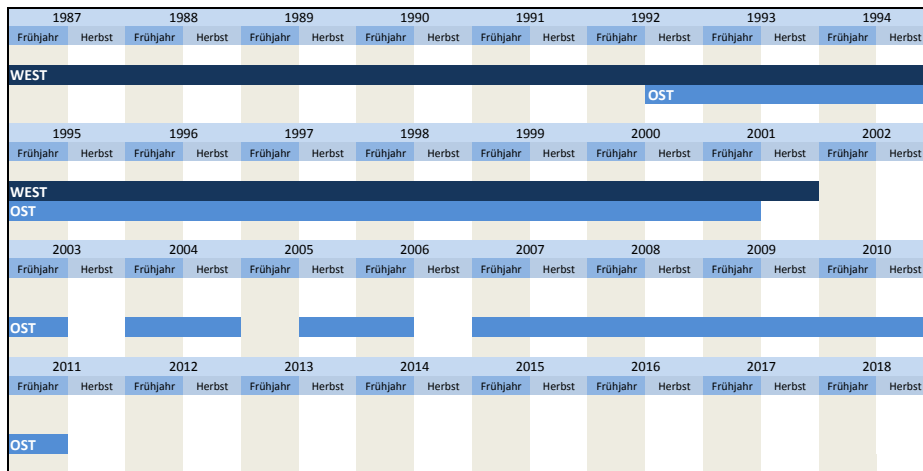 1987 1988 1989 1990 1991 1992 1993 1994
Frühjahr Herbst Frühjahr Herbst Frühjahr Herbst Frühjahr Herbst Frühjahr Herbst Frühjahr Herbst Frühjahr Herbst Frühjahr Herbst
WEST
OST
1995 1996 1997 1998 1999 2000 2001 2002
Frühjahr Herbst Frühjahr Herbst Frühjahr Herbst Frühjahr Herbst Frühjahr Herbst Frühjahr Herbst Frühjahr Herbst Frühjahr Herbst
WEST
OST
2003 2004 2005 2006 2007 2008 2009 2010
Frühjahr Herbst Frühjahr Herbst Frühjahr Herbst Frühjahr Herbst Frühjahr Herbst Frühjahr Herbst Frühjahr Herbst Frühjahr Herbst
OST
2011 2012 2013 2014 2015 2016 2017 2018
Frühjahr Herbst Frühjahr Herbst Frühjahr Herbst Frühjahr Herbst Frühjahr Herbst Frühjahr Herbst Frühjahr Herbst Frühjahr Herbst
OST